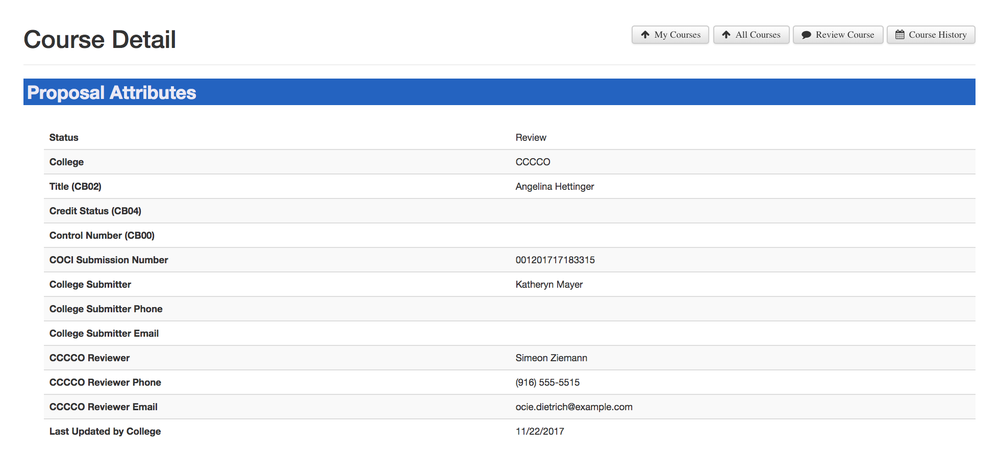 Course Detail
My Courses All Courses Review Course Course History
Proposal Attributes
Status Review
College CCCCO
Title (CB02) Angelina Hettinger
Credit Status (CB04)
Control Number (CB00)
COCI Submission Number 001201717183315
College Submitter Katheryn Mayer
College Submitter Phone
College Submitter Email
CCCCO Reviewer Simeon Ziemann
CCCCO Reviewer Phone (916) 555-5515
CCCCO Reviewer Email ocie.dietrich@example.com
Last Updated by College 11/22/2017